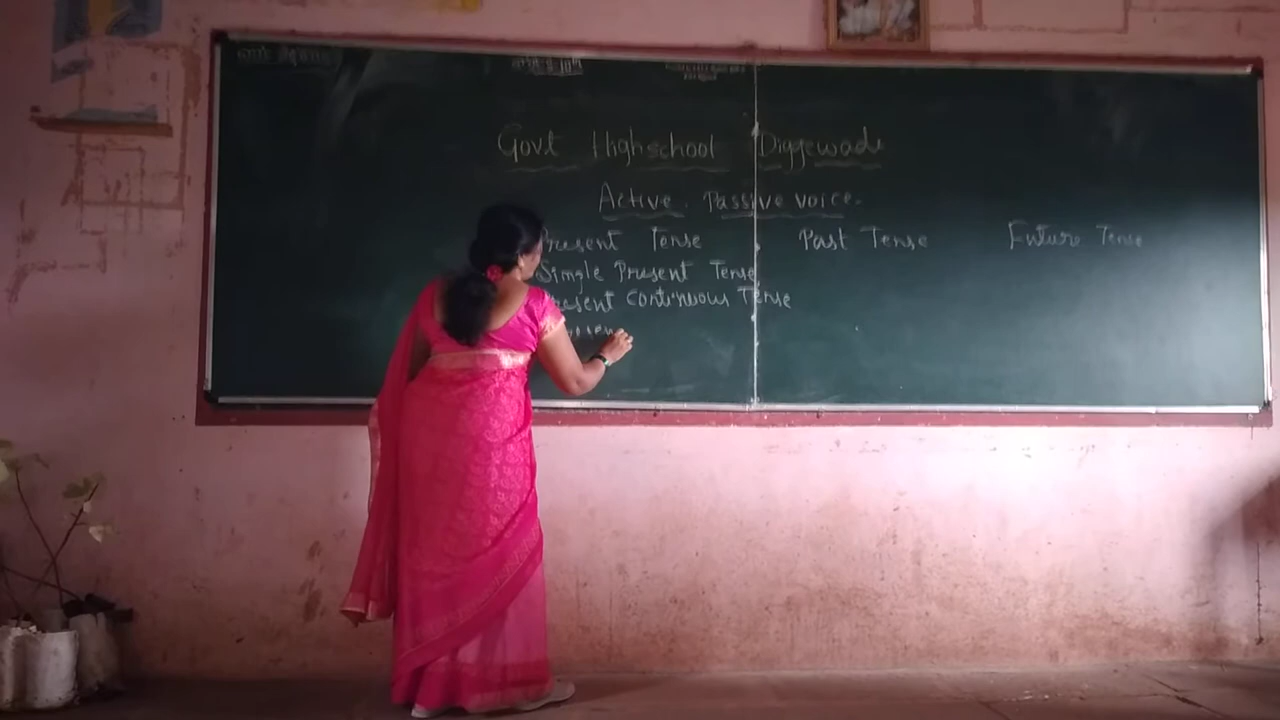 Govt Highschool Diggewadi
Active. Passive voice.
Present Tense Past Tense Future Tense
Simple Present Tense
Present Continuous Tense